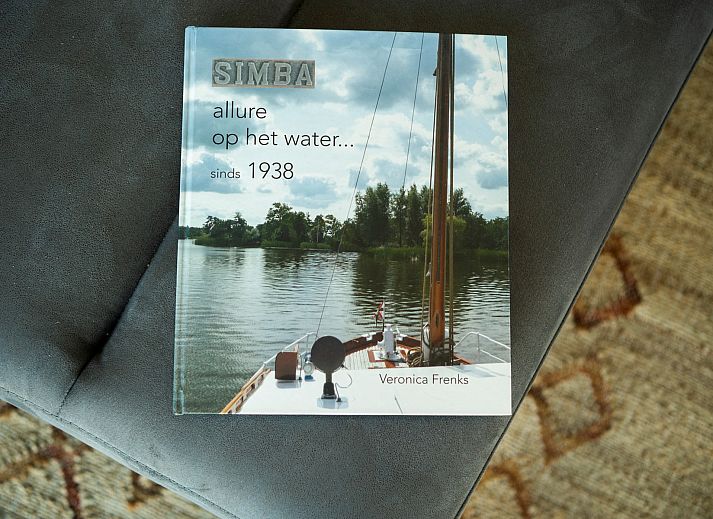 SIMBA
allure
op het water...
sinds 1938
Veronica Frenks